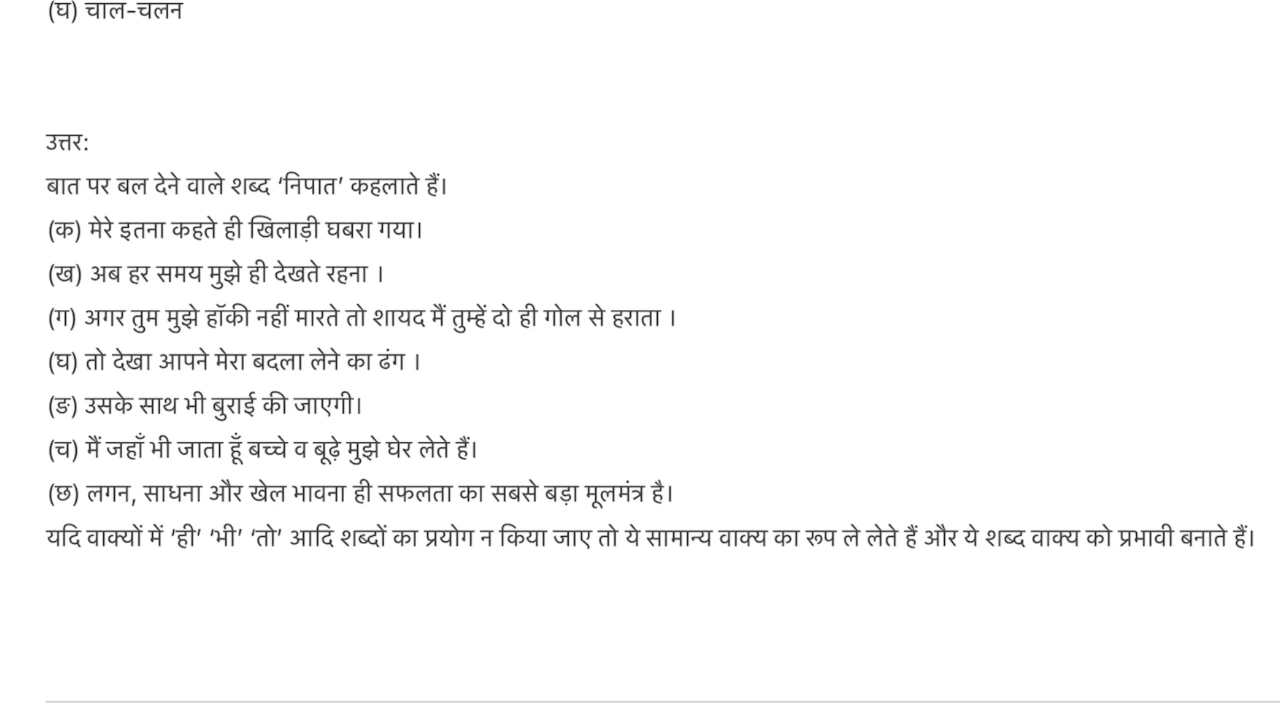 (घ) चाल-चलन
उत्तर:
बात पर बल देने वाले शब्द ‘निपात’ कहलाते हैं।
(क) मेरे इतना कहते ही खिलाड़ी घबरा गया।
(ख) अब हर समय मुझे ही देखते रहना ।
(ग) अगर तुम मुझे हॉकी नहीं मारते तो शायद मैं तुम्हें दो ही गोल से हराता ।
(घ) तो देखा आपने मेरा बदला लेने का ढंग ।
(ङ) उसके साथ भी बुराई की जाएगी।
(च) मैं जहाँ भी जाता हूँ बच्चे व बूढ़े मुझे घेर लेते हैं।
(छ) लगन, साधना और खेल भावना ही सफलता का सबसे बड़ा मूलमंत्र है।
यदि वाक्यों में ‘ही’ ‘भी’ ‘तो’ आदि शब्दों का प्रयोग न किया जाए तो ये सामान्य वाक्य का रूप ले लेते हैं और ये शब्द वाक्य को प्रभावी बनाते हैं।